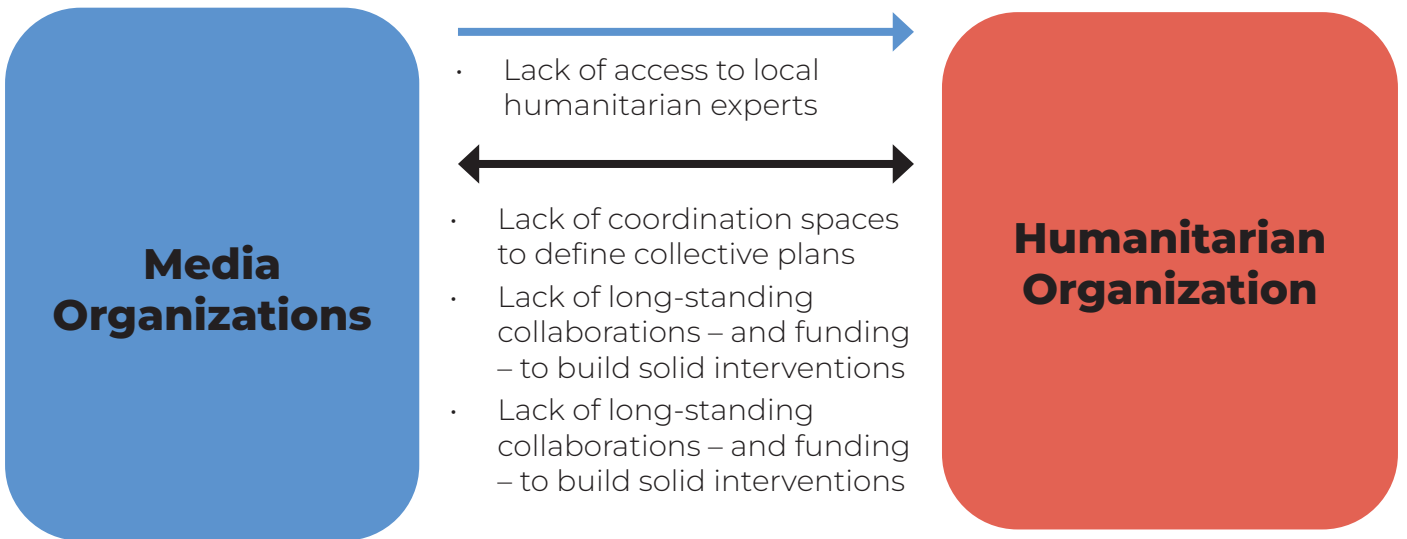 Media
Organizations
· Lack of access to local
humanitarian experts
· Lack of coordination spaces
to define collective plans
· Lack of long-standing
collaborations – and funding
– to build solid interventions
· Lack of long-standing
collaborations – and funding
– to build solid interventions
Humanitarian
Organization